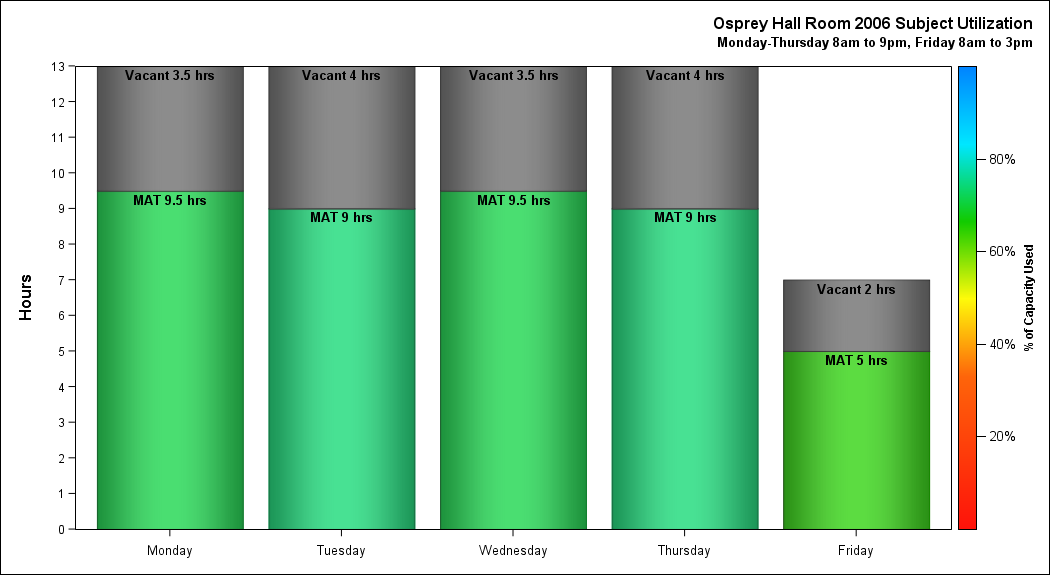 Osprey Hall Room 2006 Subject Utilization
Monday-Thursday 8am to 9pm, Friday 8am to 3pm
Hours
13
12
11
10
9
8
7
6
5
4
3
2
1
0
Vacant 3.5 hrs
MAT 9.5 hrs
Vacant 4 hrs
MAT 9 hrs
Vacant 3.5 hrs
MAT 9.5 hrs
Vacant 4 hrs
MAT 9 hrs
Vacant 2 hrs
MAT 5 hrs
Monday
Tuesday
Wednesday
Thursday
Friday
80%
60%
40%
20%
% of Capacity Used